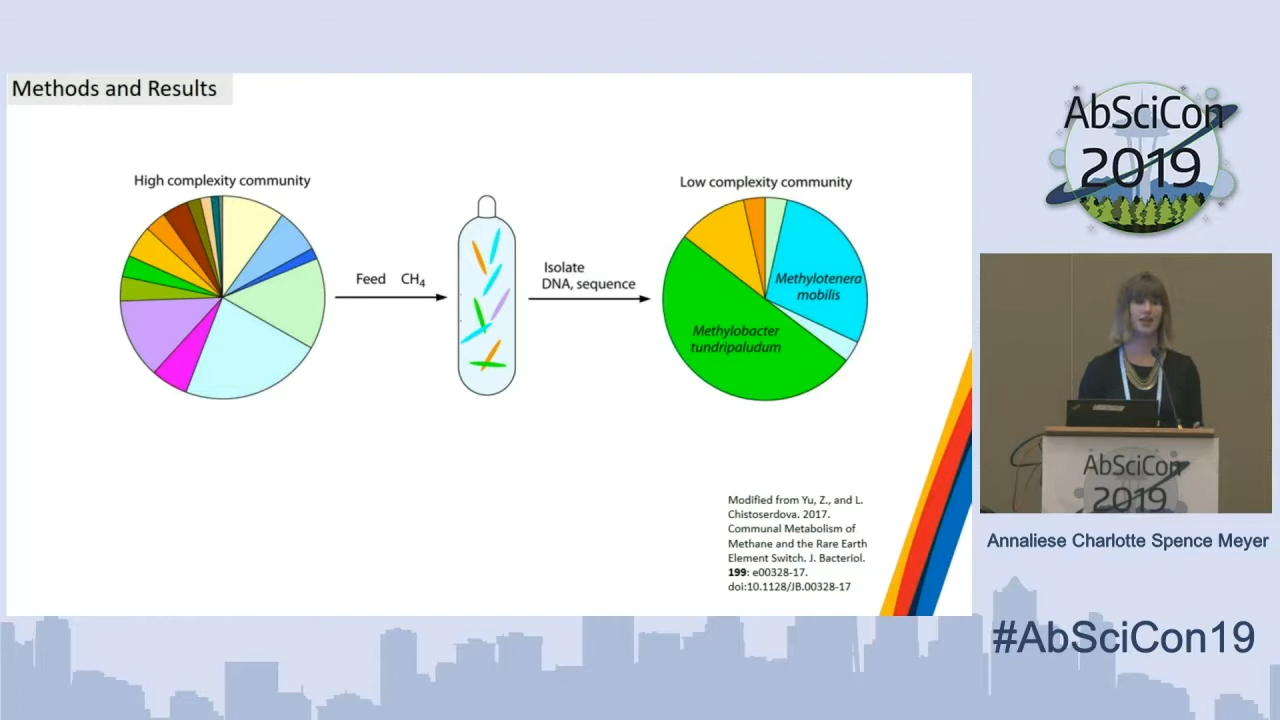 Methods and Results
High complexity community
Feed CH4
Isolate
DNA, sequence
Low complexity community
Methylotenera
mobilis
Methylobacter
tundripaludum
Modified from Yu, Z., and L.
Chistoserdova. 2017.
Communal Metabolism of
Methane and the Rare Earth
Element Switch. J. Bacteriol.
199: e00328-17.
doi:10.1128/JB.00328-17
AbSciCon
2019
AbSciCon
2019
Annaliese Charlotte Spence Meyer
#AbSciCon19